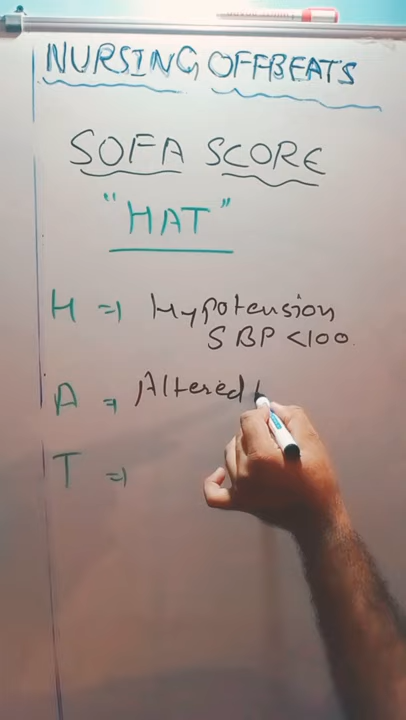 NURSING OFFBEATS
SOFA SCORE
"HAT"
H => Hypotension
SBP <100.
A => Altered
T =>